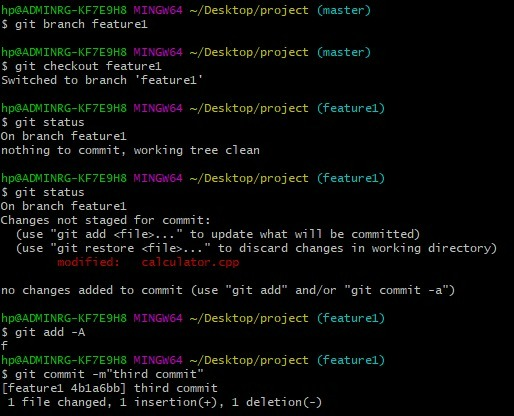 hp@ADMINRG-KF7E9H8 MINGW64 ~/Desktop/project (master)
$ git branch feature1
hp@ADMINRG-KF7E9H8 MINGW64 ~/Desktop/project (master)
$ git checkout feature1
Switched to branch 'feature1'
hp@ADMINRG-KF7E9H8 MINGW64 ~/Desktop/project (feature1)
$ git status
On branch feature1
nothing to commit, working tree clean
hp@ADMINRG-KF7E9H8 MINGW64 ~/Desktop/project (feature1)
$ git status
On branch feature1
Changes not staged for commit:
(use "git add <file>..." to update what will be committed)
(use "git restore <file>..." to discard changes in working directory)
modified: calculator.cpp
no changes added to commit (use "git add" and/or "git commit -a")
hp@ADMINRG-KF7E9H8 MINGW64 ~/Desktop/project (feature1)
$ git add -A
f
hp@ADMINRG-KF7E9H8 MINGW64 ~/Desktop/project (feature1)
$ git commit -m"third commit"
[feature1 4b1a6bb] third commit
1 file changed, 1 insertion(+), 1 deletion(-)